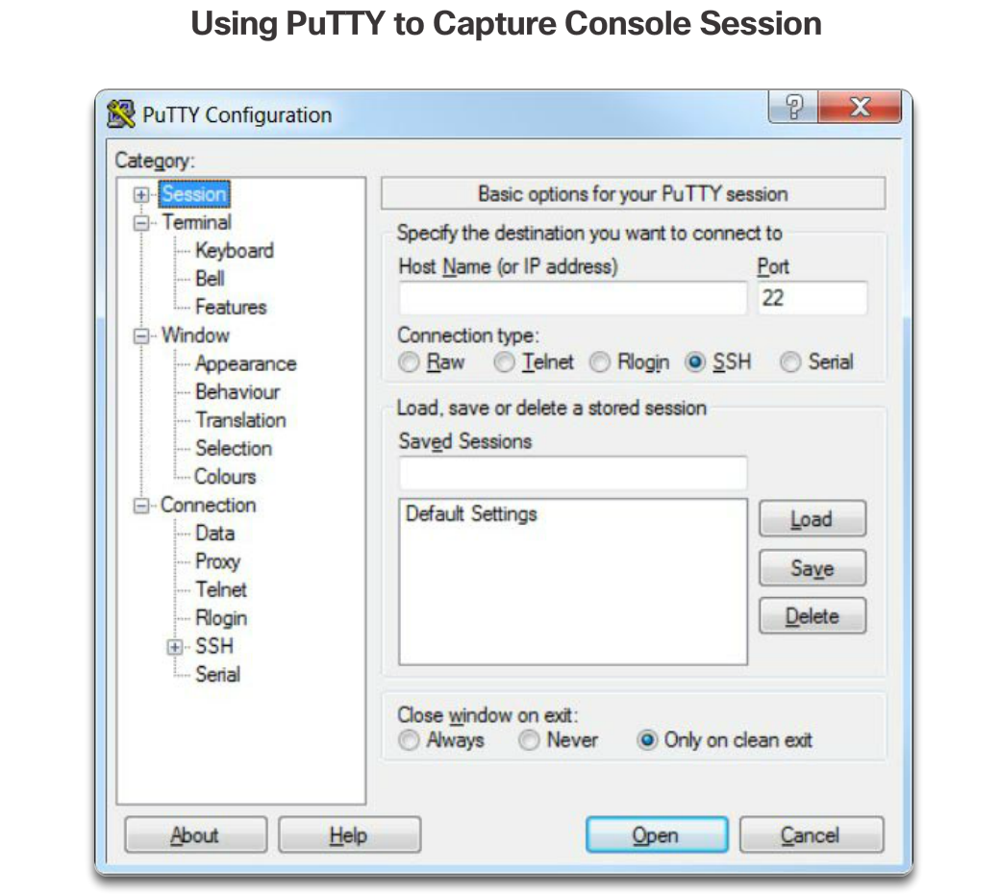 Using PuTTY to Capture Console Session
PuTTY Configuration
Category:
Session
Terminal
Keyboard
Bell
Features
Window
Appearance
Behaviour
Translation
Selection
Colours
Connection
Data
Proxy
Telnet
Rlogin
SSH
Serial
Basic options for your PuTTY session
Specify the destination you want to connect to
Host Name (or IP address) Port
22
Connection type:
Raw Telnet Rlogin SSH Serial
Load, save or delete a stored session
Saved Sessions
Default Settings
Load
Save
Delete
Close window on exit:
Always Never Only on clean exit
About Help Open Cancel